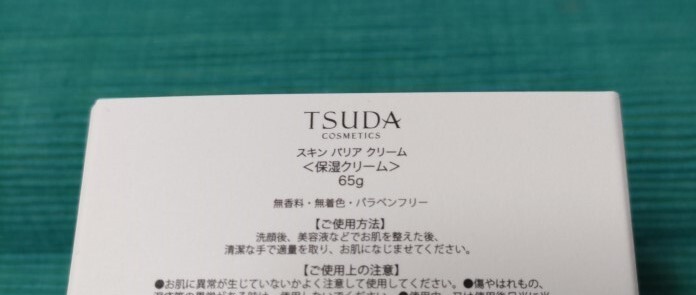 TSUDA
COSMETICS
スキン バリア クリーム
＜保湿クリーム＞
65g
無香料・無着色・パラベンフリー
【ご使用方法】
洗顔後、美容液などでお肌を整えた後、
清潔な手で適量を取り、お肌になじませてください。
【ご使用上の注意】
●お肌に異常が生じていないかよく注意して使用してください。●傷やはれもの、